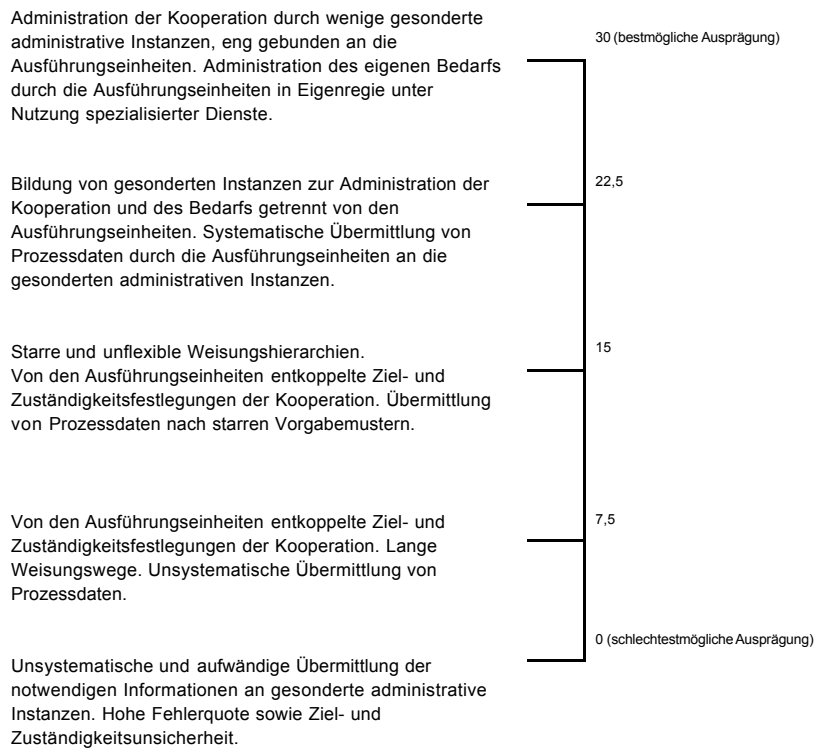 Administration der Kooperation durch wenige gesonderte
administrative Instanzen, eng gebunden an die
Ausführungseinheiten. Administration des eigenen Bedarfs
durch die Ausführungseinheiten in Eigenregie unter
Nutzung spezialisierter Dienste.
30 (bestmögliche Ausprägung)
Bildung von gesonderten Instanzen zur Administration der
Kooperation und des Bedarfs getrennt von den
Ausführungseinheiten. Systematische Übermittlung von
Prozessdaten durch die Ausführungseinheiten an die
gesonderten administrativen Instanzen.
22,5
Starre und unflexible Weisungshierarchien.
Von den Ausführungseinheiten entkoppelte Ziel- und
Zuständigkeitsfestlegungen der Kooperation. Übermittlung
von Prozessdaten nach starren Vorgabemustern.
15
Von den Ausführungseinheiten entkoppelte Ziel- und
Zuständigkeitsfestlegungen der Kooperation. Lange
Weisungswege. Unsystematische Übermittlung von
Prozessdaten.
7,5
Unsystematische und aufwändige Übermittlung der
notwendigen Informationen an gesonderte administrative
Instanzen. Hohe Fehlerquote sowie Ziel- und
Zuständigkeitsunsicherheit.
0 (schlechtestmögliche Ausprägung)